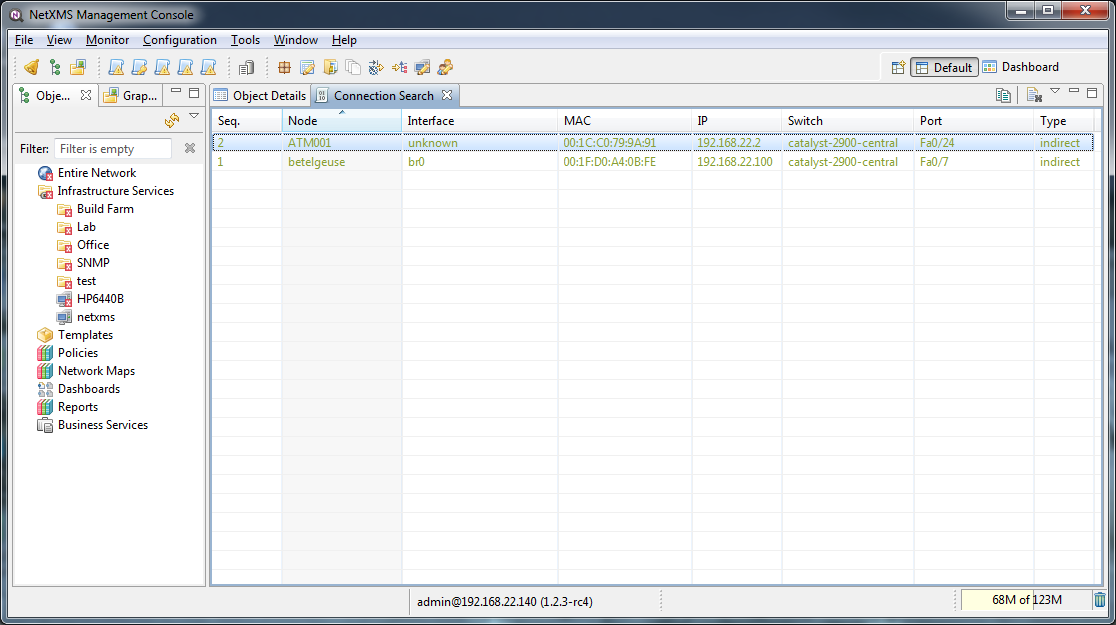 NetXMS Management Console
File View Monitor Configuration Tools Window Help
Default Dashboard
Obje... Grap... Object Details Connection Search
Filter: Filter is empty
Seq. Node Interface MAC IP Switch Port Type
2 ATM001 unknown 00:1C:C0:79:9A:91 192.168.22.2 catalyst-2900-central Fa0/24 indirect
1 betelgeuse br0 00:1F:D0:A4:0B:FE 192.168.22.100 catalyst-2900-central Fa0/7 indirect
Entire Network
Infrastructure Services
Build Farm
Lab
Office
SNMP
test
HP6440B
netxms
Templates
Policies
Network Maps
Dashboards
Reports
Business Services
admin@192.168.22.140 (1.2.3-rc4) 68M of 123M